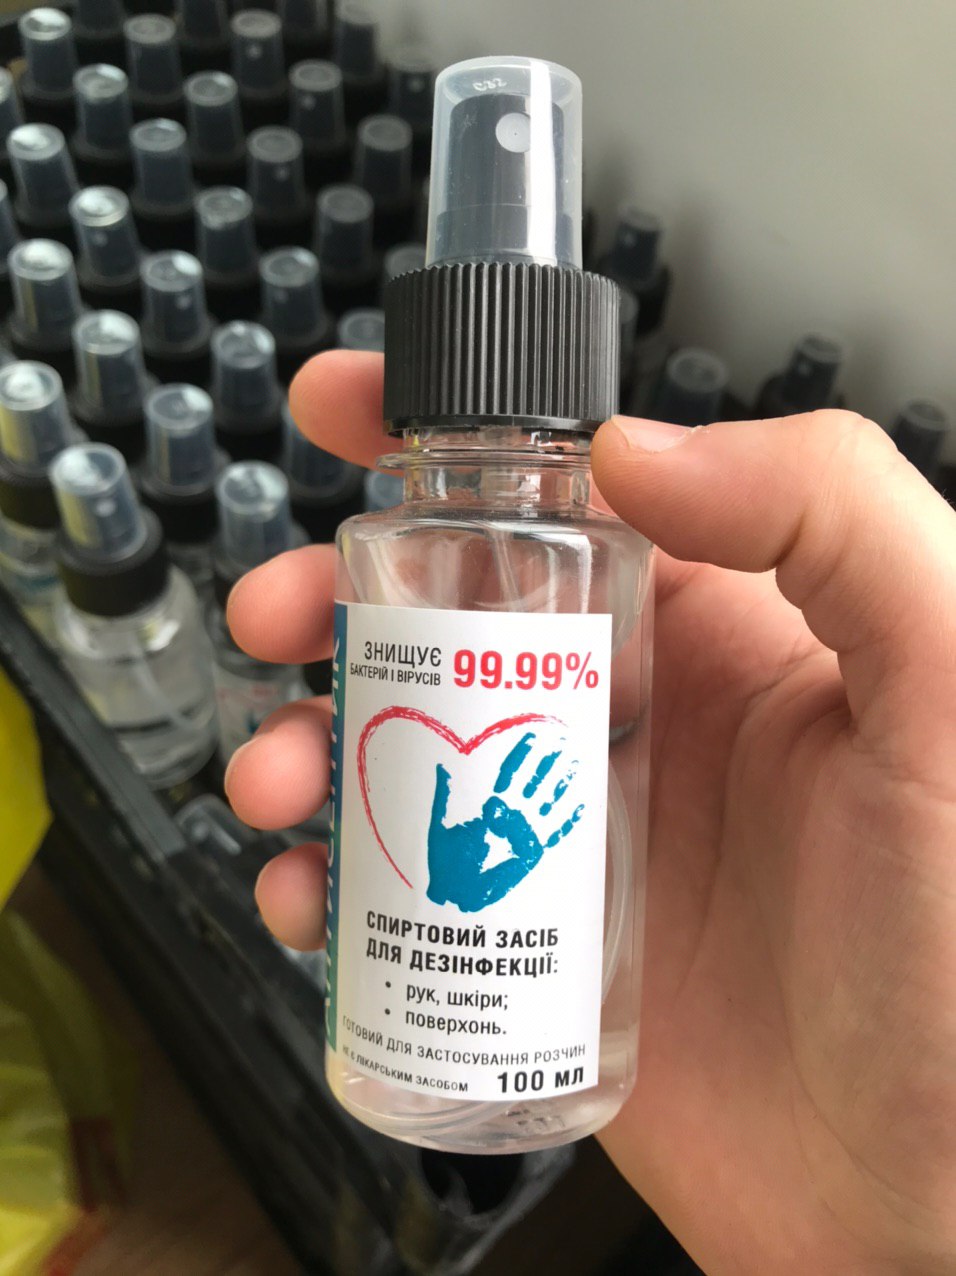 ЗНИЩУЄ
БАКТЕРІЙ І ВІРУСІВ
99.99%
СПИРТОВИЙ ЗАСІБ
ДЛЯ ДЕЗІНФЕКЦІЇ:
• рук, шкіри;
• поверхонь.
ГОТОВИЙ ДЛЯ ЗАСТОСУВАННЯ РОЗЧИН
НЕ Є ЛІКАРСЬКИМ ЗАСОБОМ
100 мл